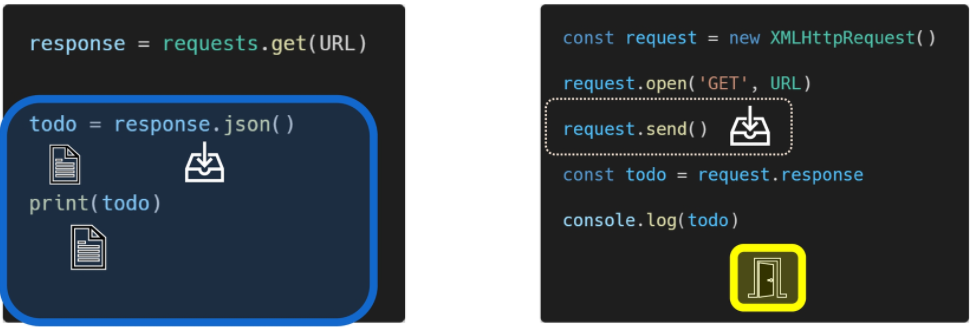 response = requests.get(URL)
todo = response.json()
print(todo)
const request = new XMLHttpRequest()
request.open('GET', URL)
request.send()
const todo = request.response
console.log(todo)